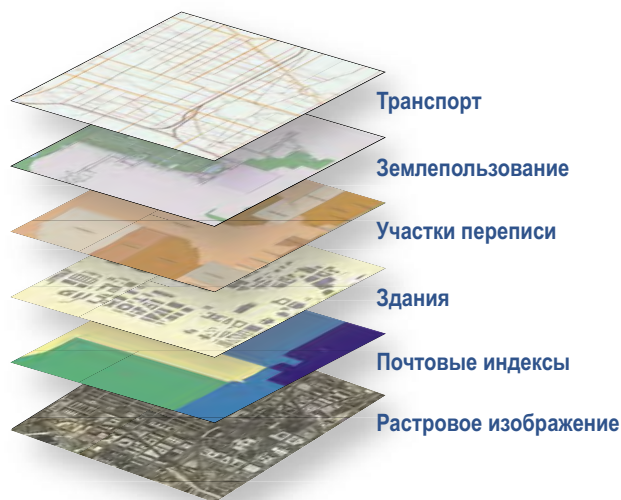 Транспорт
Землепользование
Участки переписи
Здания
Почтовые индексы
Растровое изображение